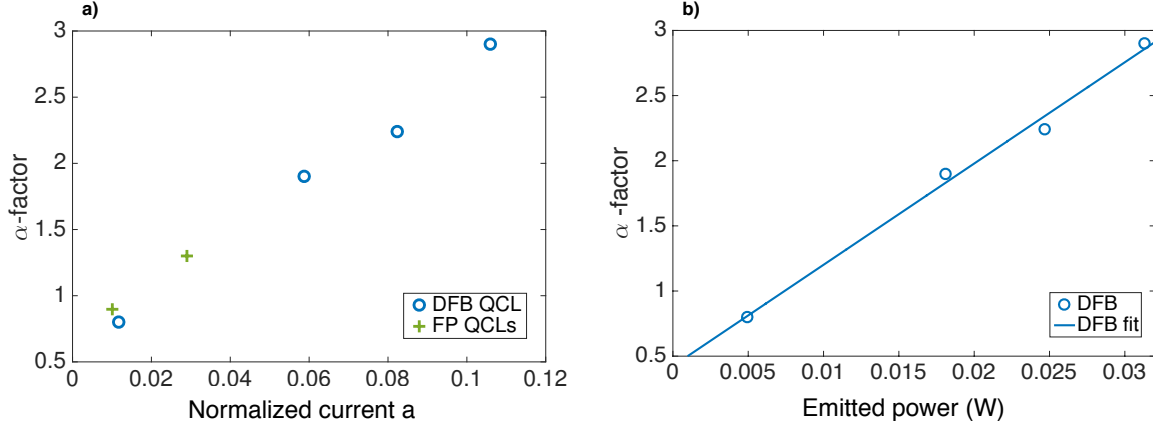 a)
3
2.5
2
1.5
1
0.5
α-factor
0 0.02 0.04 0.06 0.08 0.1 0.12
Normalized current a
DFB QCL
FP QCLs
b)
3
2.5
2
1.5
1
0.5
α -factor
0 0.005 0.01 0.015 0.02 0.025 0.03
Emitted power (W)
DFB
DFB fit